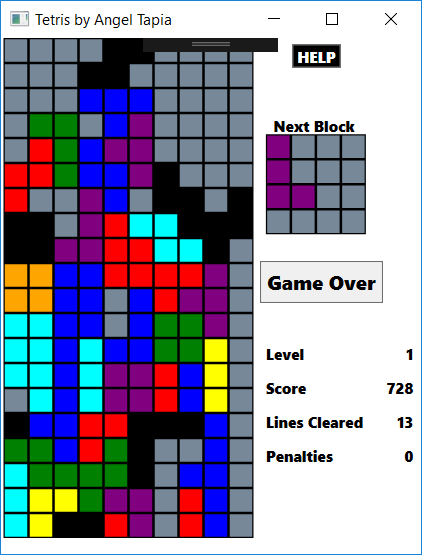 Tetris by Angel Tapia
HELP
Next Block
Game Over
Level 1
Score 728
Lines Cleared 13
Penalties 0